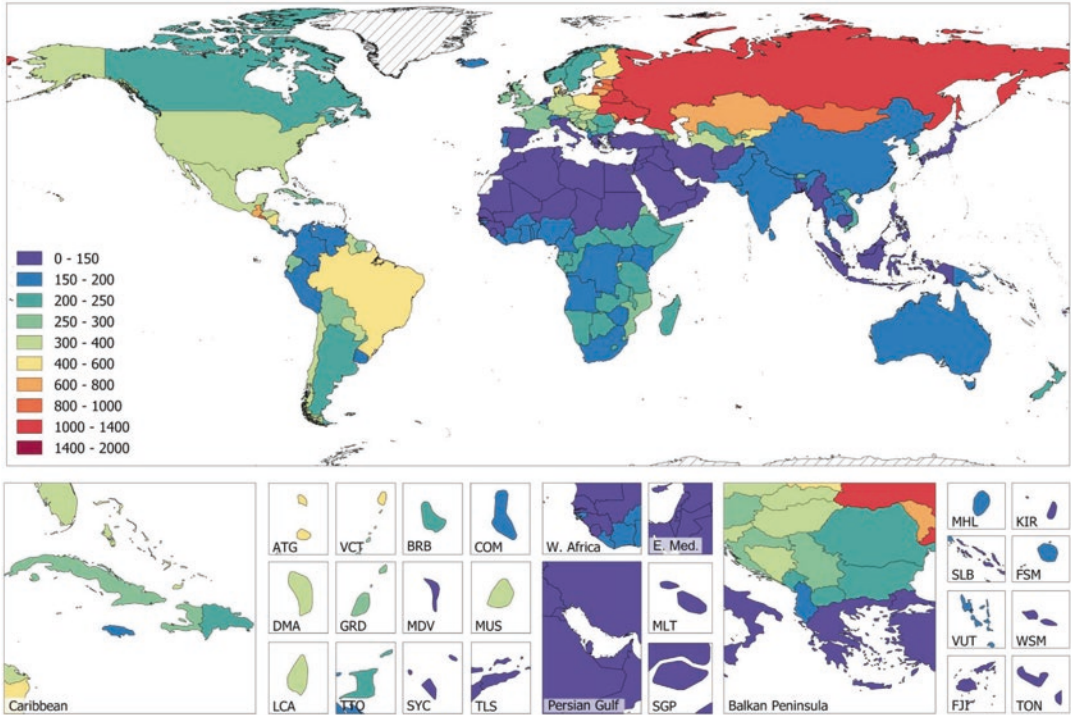 0 - 150
150 - 200
200 - 250
250 - 300
300 - 400
400 - 600
600 - 800
800 - 1000
1000 - 1400
1400 - 2000
Caribbean
ATG
VCT
BRB
COM
W. Africa
E. Med.
DMA
GRD
MDV
MUS
LCA
TTO
SYC
TLS
Persian Gulf
MLT
SGP
Balkan Peninsula
MHL
KIR
SLB
FSM
VUT
WSM
FJI
TON